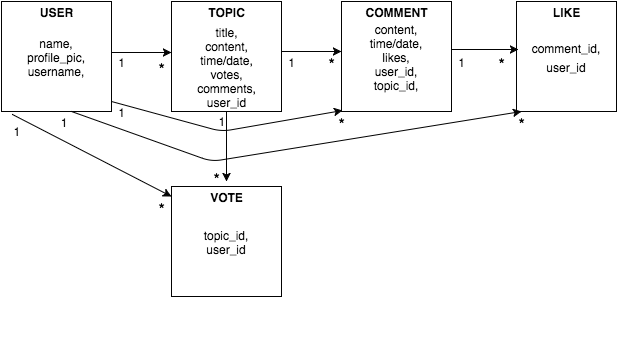 USER
name,
profile_pic,
username,
TOPIC
title,
content,
time/date,
votes,
comments,
user_id
COMMENT
content,
time/date,
likes,
user_id,
topic_id,
LIKE
comment_id,
user_id
1
*
1
*
1
*
1
1
1
1
*
*
*
*
VOTE
topic_id,
user_id